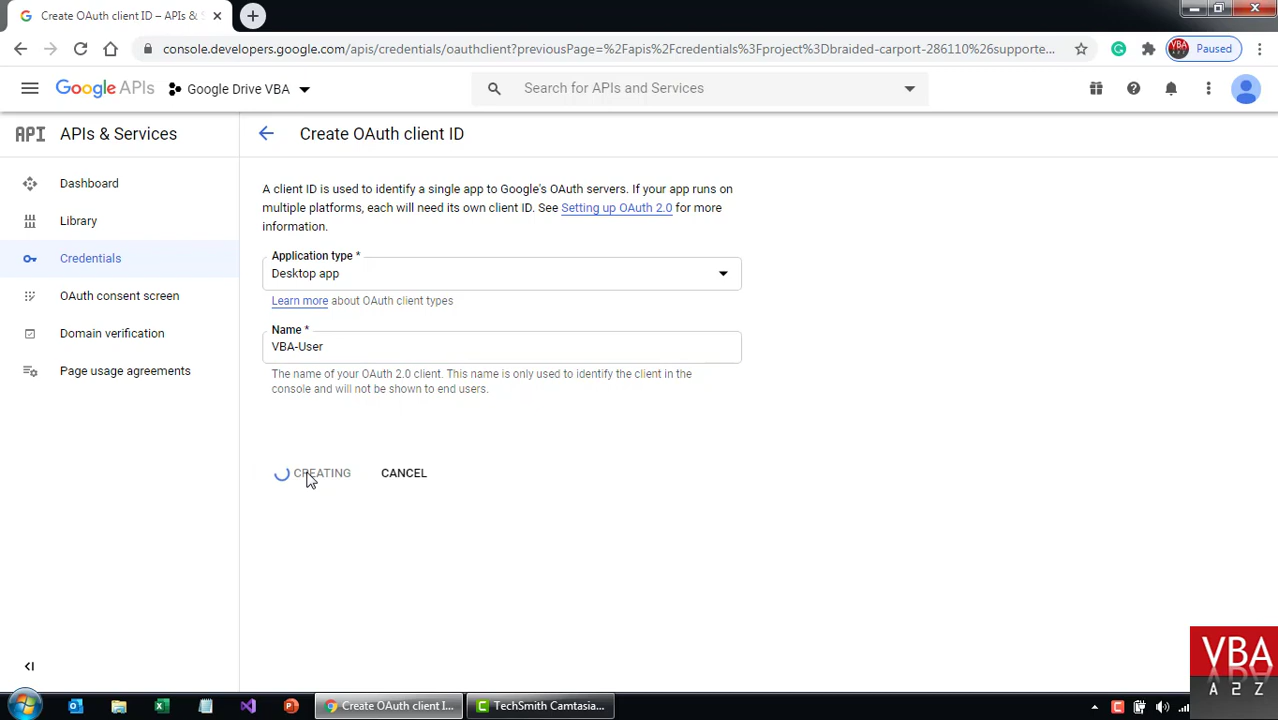 Create OAuth client ID – APIs &
console.developers.google.com/apis/credentials/oauthclient?previousPage=%2Fapis%2Fcredentials%3Fproject%3Dbraided-carport-286110%26supporte...
VBA
Paused
Google APIs
Google Drive VBA
Search for APIs and Services
API
APIs & Services
Create OAuth client ID
Dashboard
Library
Credentials
OAuth consent screen
Domain verification
Page usage agreements
A client ID is used to identify a single app to Google's OAuth servers. If your app runs on
multiple platforms, each will need its own client ID. See Setting up OAuth 2.0 for more
information.
Application type *
Desktop app
Learn more about OAuth client types
Name *
VBA-User
The name of your OAuth 2.0 client. This name is only used to identify the client in the
console and will not be shown to end users.
CREATING
CANCEL
VBA
A 2 Z
Create OAuth client I...
TechSmith Camtasia...